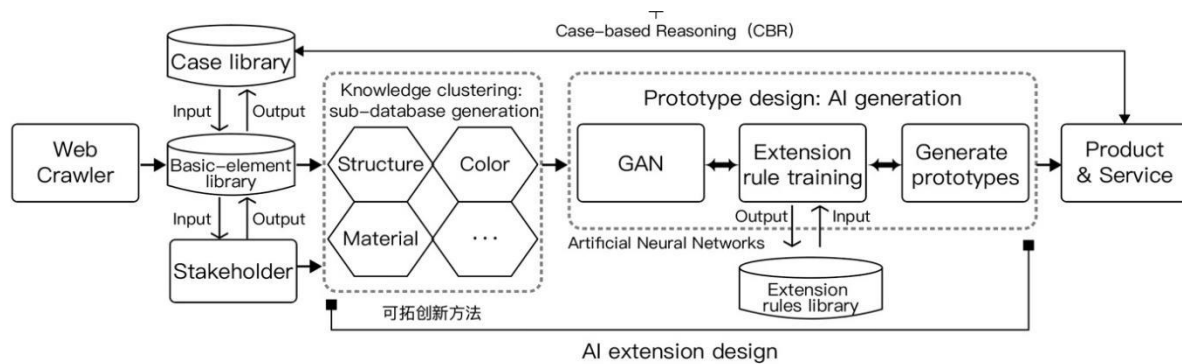 Case-based Reasoning（CBR）
Case library
Input
Output
Knowledge clustering:
sub-database generation
Prototype design: AI generation
Web
Crawler
Basic-element
library
Structure
Color
Material
···
GAN
Extension
rule training
Generate
prototypes
Product
& Service
Input
Output
Stakeholder
Output
Input
Artificial Neural Networks
Extension
rules library
可拓创新方法
AI extension design